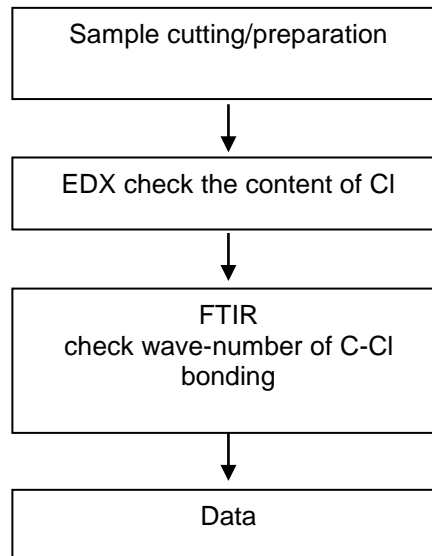 Sample cutting/preparation
EDX check the content of Cl
FTIR
check wave-number of C-Cl
bonding
Data